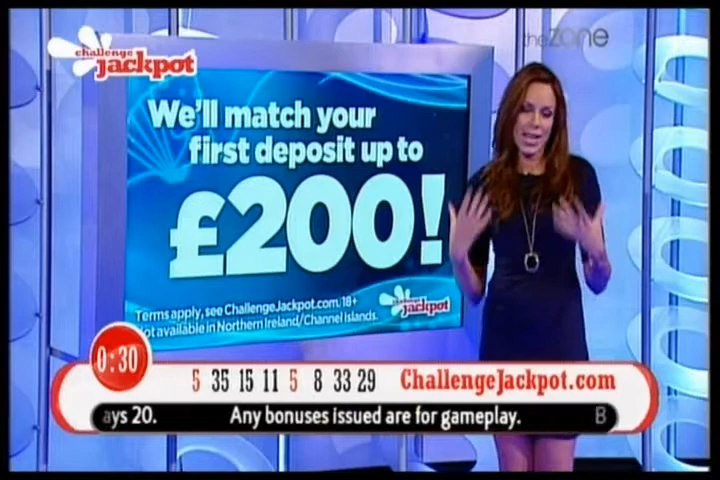 challenge
jackpot
the zone
We'll match your
first deposit up to
£200!
Terms apply, see ChallengeJackpot.com. 18+
Not available in Northern Ireland/Channel Islands.
challenge
jackpot
0:30
5 35 15 11 5 8 33 29
ChallengeJackpot.com
ays 20. Any bonuses issued are for gameplay. B